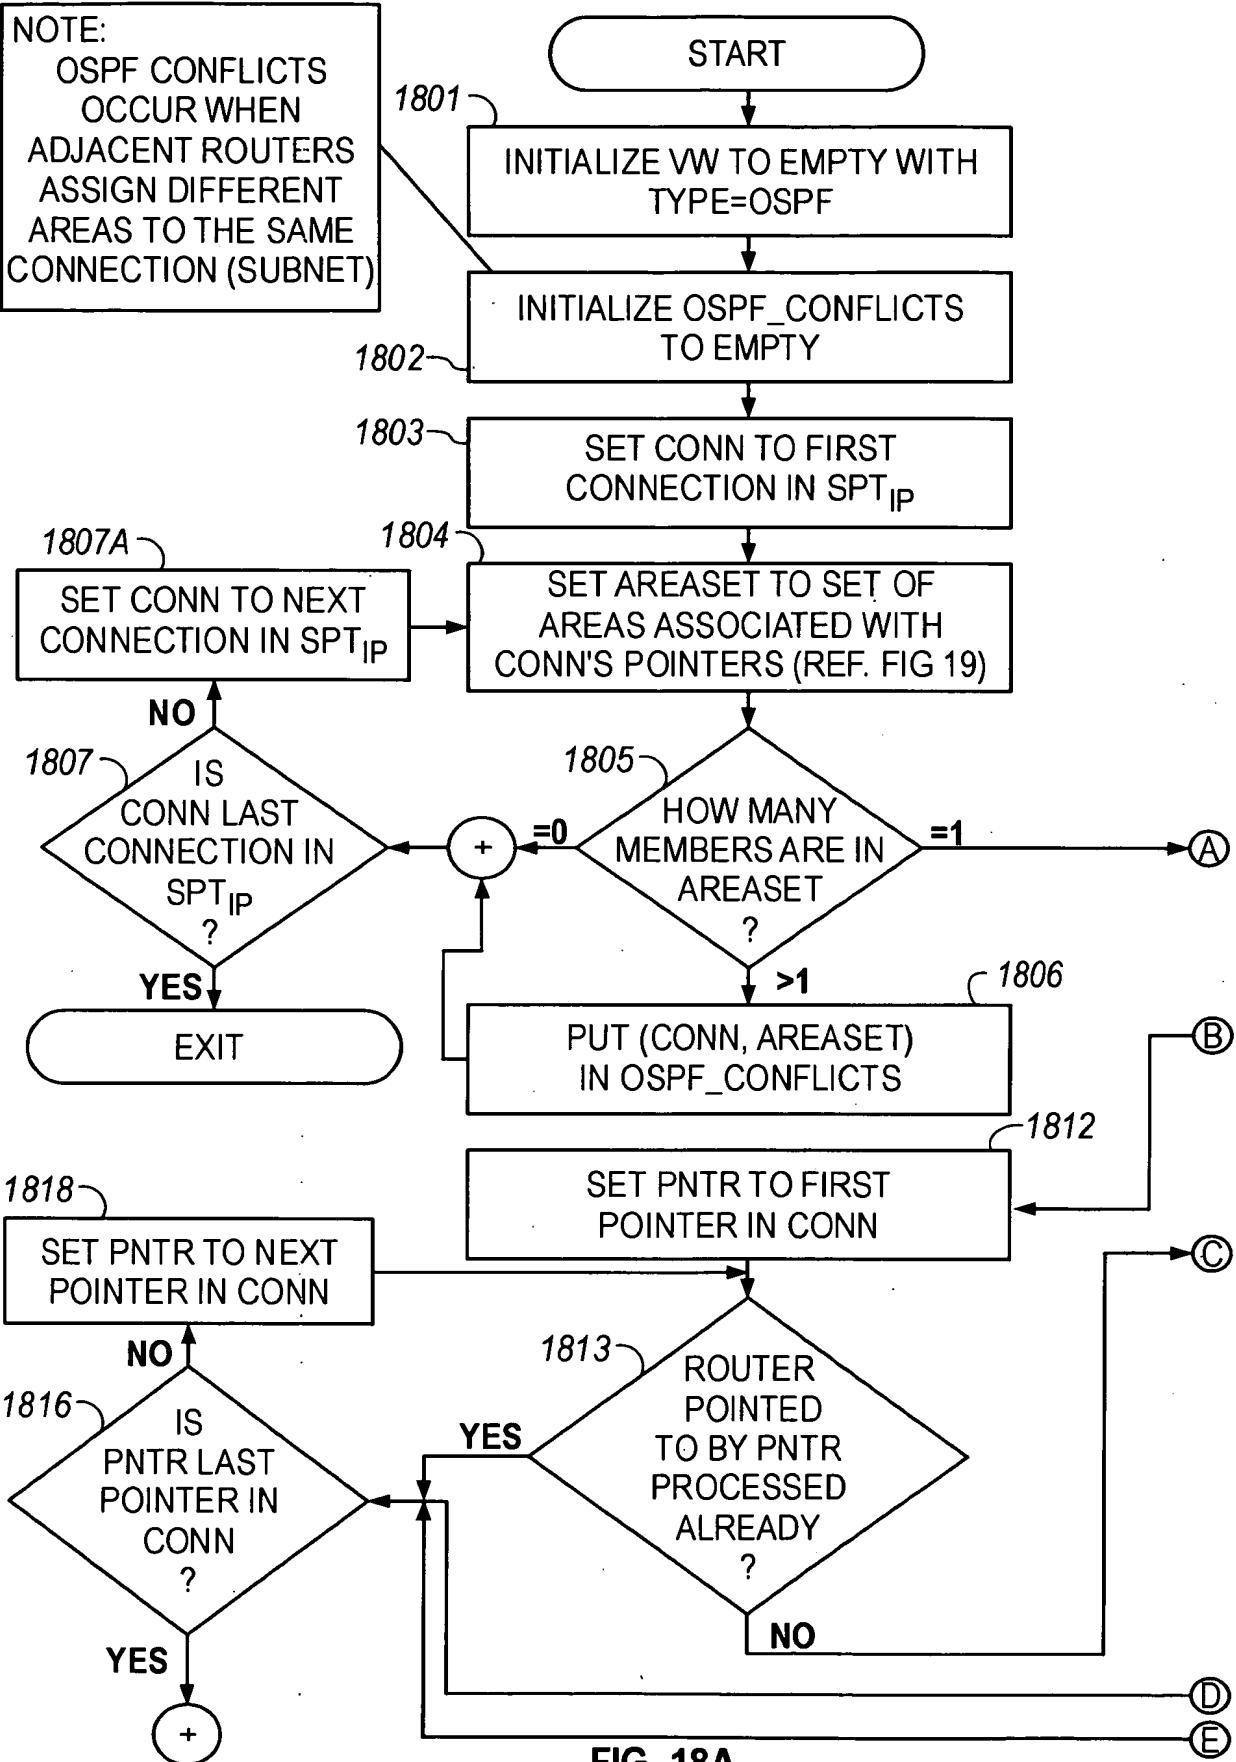 NOTE:
OSPF CONFLICTS
OCCUR WHEN
ADJACENT ROUTERS
ASSIGN DIFFERENT
AREAS TO THE SAME
CONNECTION (SUBNET)
START
1801
INITIALIZE VW TO EMPTY WITH
TYPE=OSPF
INITIALIZE OSPF_CONFLICTS
TO EMPTY
1802
1803
SET CONN TO FIRST
CONNECTION IN SPTIP
1807A
SET CONN TO NEXT
CONNECTION IN SPTIP
1804
SET AREASET TO SET OF
AREAS ASSOCIATED WITH
CONN'S POINTERS (REF. FIG 19)
NO
1807
IS
CONN LAST
CONNECTION IN
SPTIP
?
YES
EXIT
+
=0
1805
HOW MANY
MEMBERS ARE IN
AREASET
?
=1
A
>1
1806
PUT (CONN, AREASET)
IN OSPF_CONFLICTS
B
1812
SET PNTR TO FIRST
POINTER IN CONN
C
1818
SET PNTR TO NEXT
POINTER IN CONN
NO
1816
IS
PNTR LAST
POINTER IN
CONN
?
YES
+
1813
ROUTER
POINTED
TO BY PNTR
PROCESSED
ALREADY
?
YES
NO
D
E
FIG. 18A